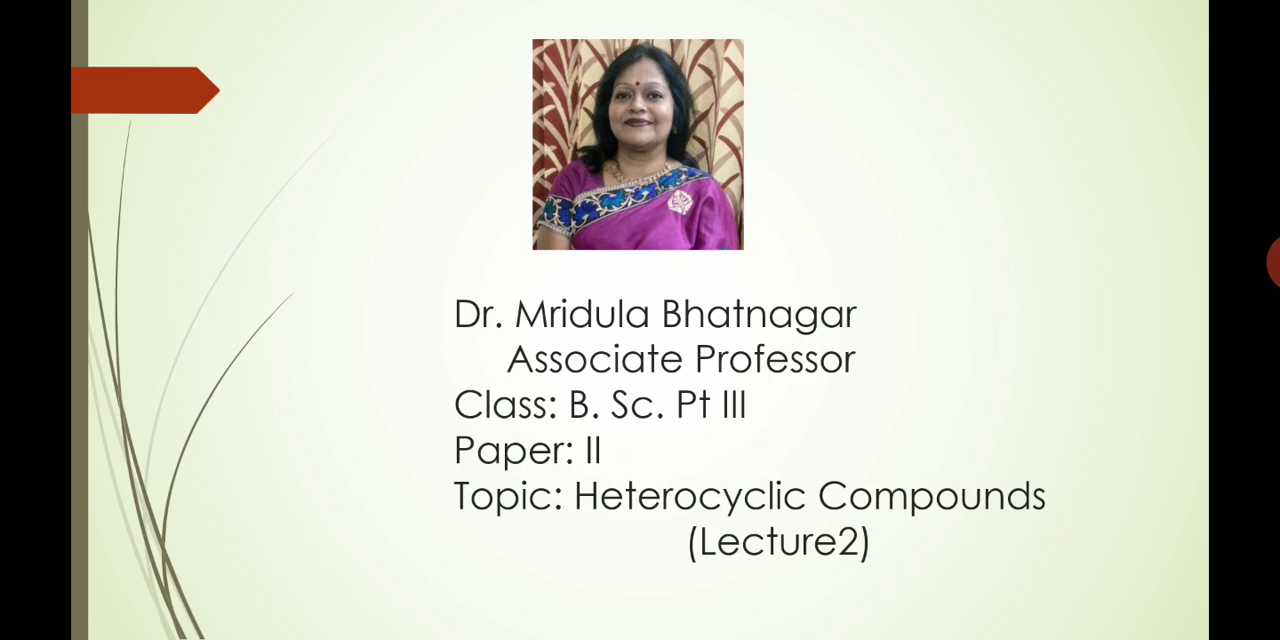 Dr. Mridula Bhatnagar
Associate Professor
Class: B. Sc. Pt III
Paper: II
Topic: Heterocyclic Compounds
(Lecture2)